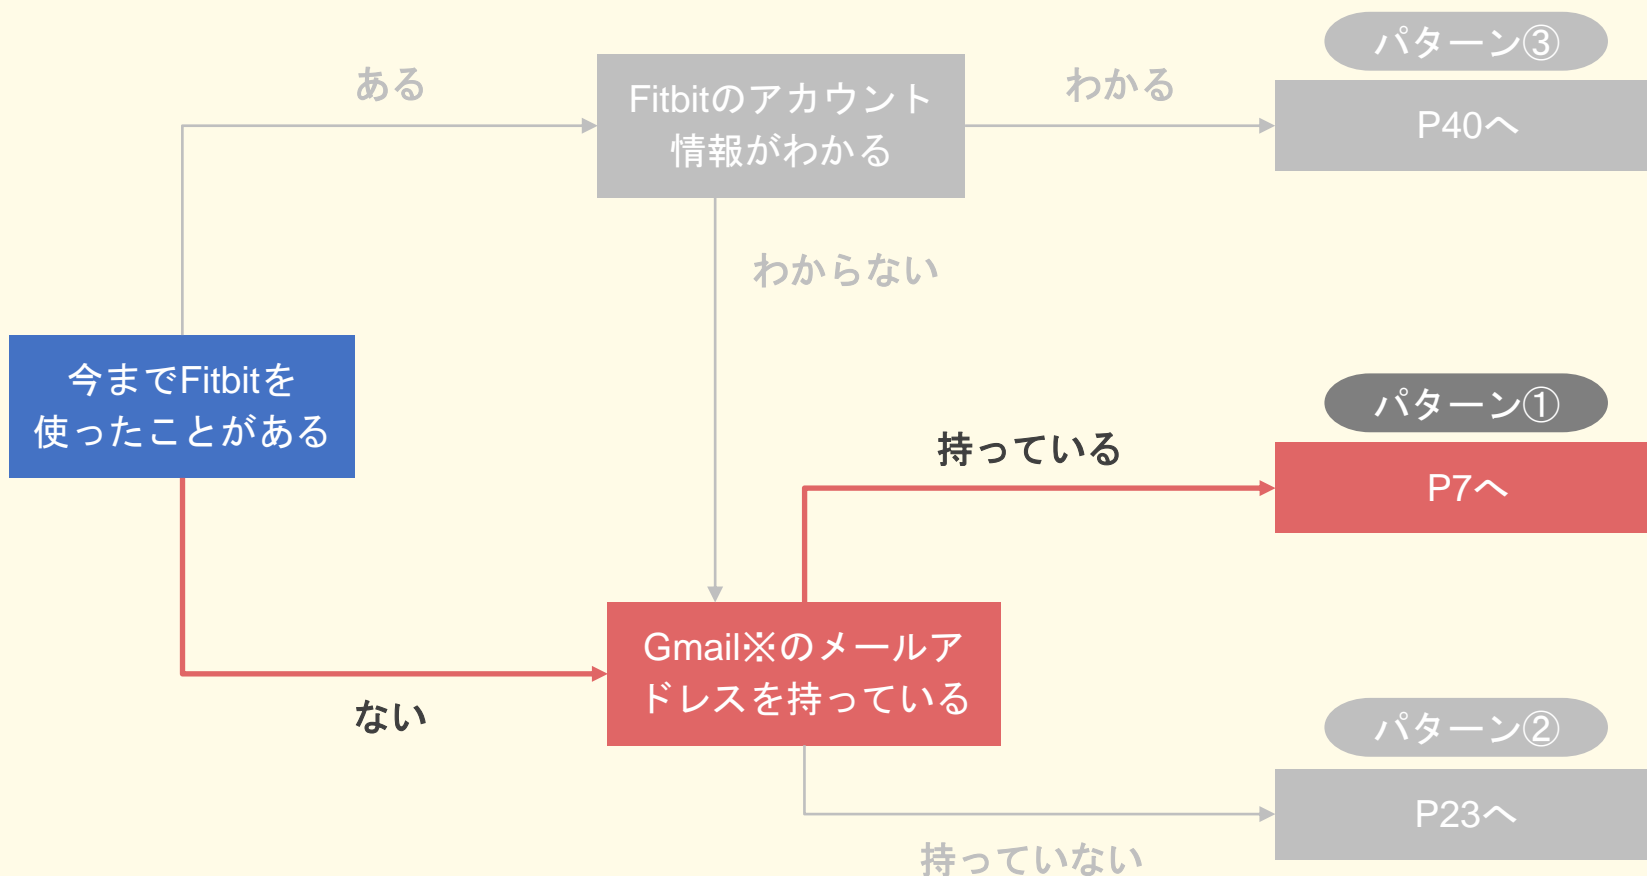 パターン③
ある
Fitbitのアカウント
情報がわかる
わかる
P40へ
わからない
今までFitbitを
使ったことがある
パターン①
持っている
P7へ
Gmail※のメールア
ドレスを持っている
ない
パターン②
P23へ
持っていない